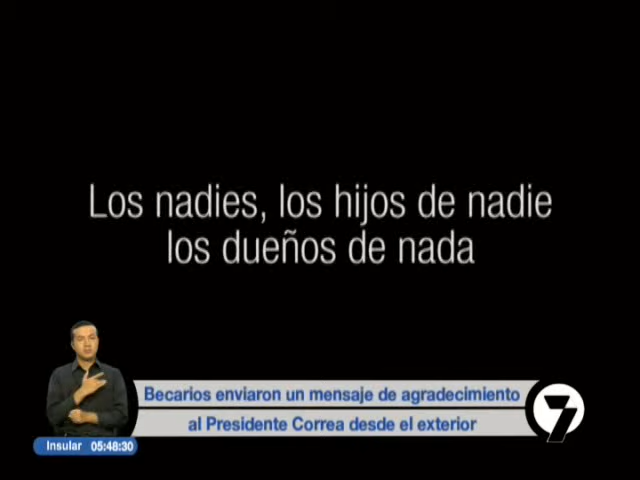 Los nadies, los hijos de nadie
los dueños de nada
Becarios enviaron un mensaje de agradecimiento
al Presidente Correa desde el exterior
7
Insular 05:48:30